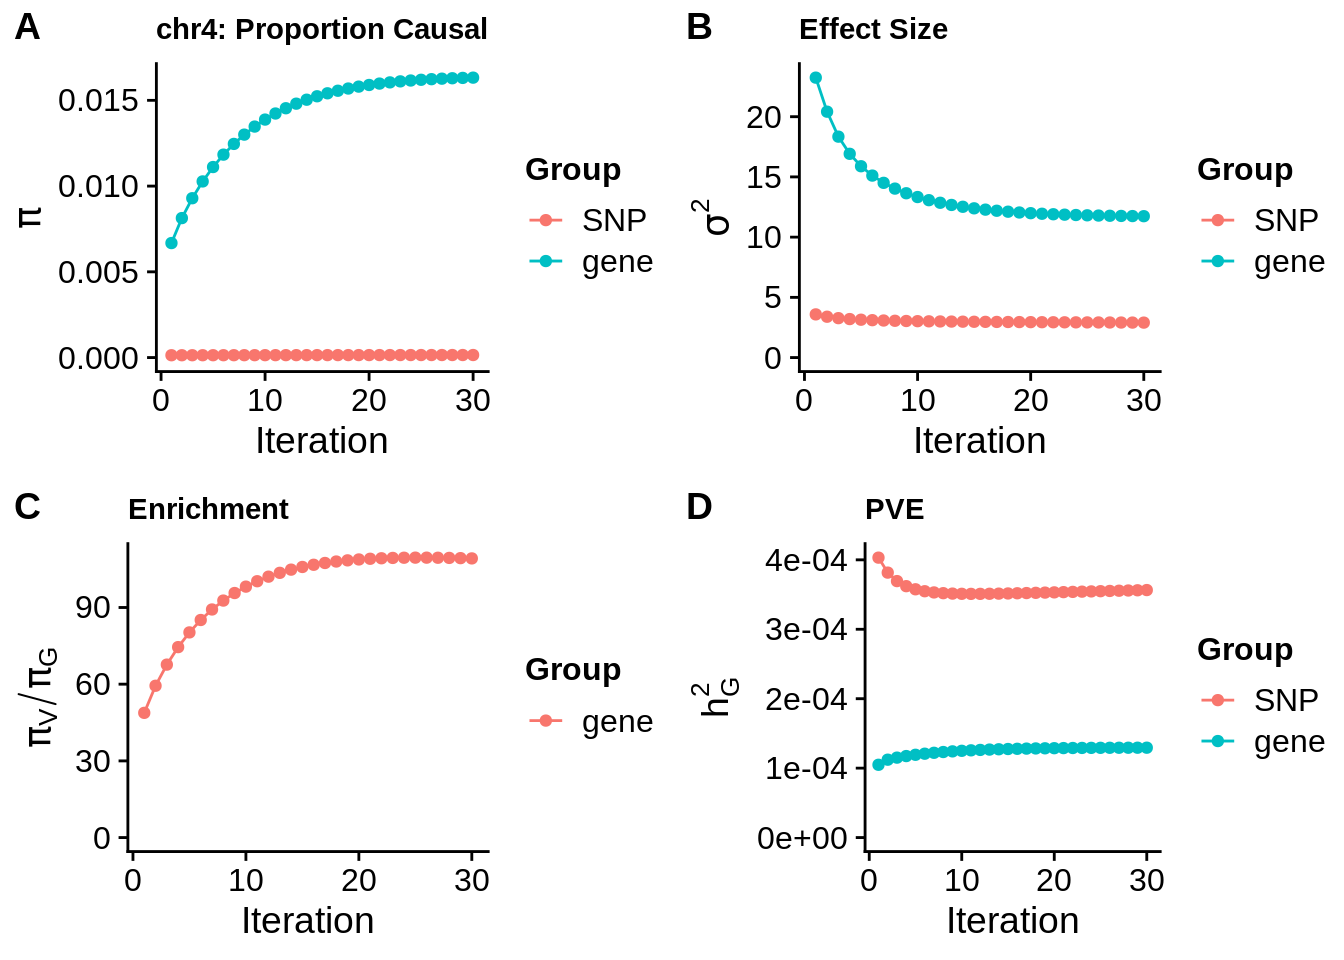 A
chr4: Proportion Causal
π
0.015
0.010
0.005
0.000
0 10 20 30
Iteration
Group
SNP
gene
B
Effect Size
σ²
20
15
10
5
0
0 10 20 30
Iteration
Group
SNP
gene
C
Enrichment
π_V/π_G
90
60
30
0
0 10 20 30
Iteration
Group
gene
D
PVE
h²_G
4e-04
3e-04
2e-04
1e-04
0e+00
0 10 20 30
Iteration
Group
SNP
gene